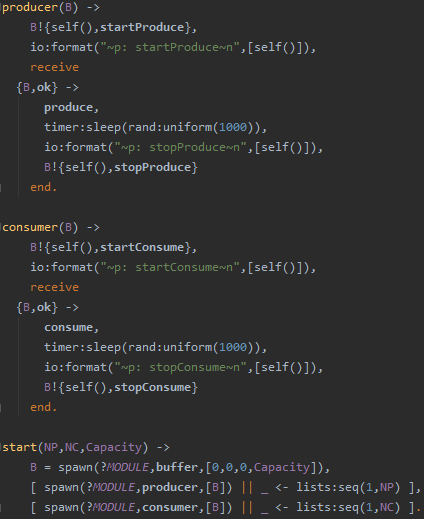 producer(B) ->
B!{self(),startProduce},
io:format("~p: startProduce~n",[self()]),
receive
{B,ok} ->
produce,
timer:sleep(rand:uniform(1000)),
io:format("~p: stopProduce~n",[self()]),
B!{self(),stopProduce}
end.
consumer(B) ->
B!{self(),startConsume},
io:format("~p: startConsume~n",[self()]),
receive
{B,ok} ->
consume,
timer:sleep(rand:uniform(1000)),
io:format("~p: stopConsume~n",[self()]),
B!{self(),stopConsume}
end.
start(NP,NC,Capacity) ->
B = spawn(?MODULE,buffer,[0,0,0,Capacity]),
[ spawn(?MODULE,producer,[B]) || _ <- lists:seq(1,NP) ],
[ spawn(?MODULE,consumer,[B]) || _ <- lists:seq(1,NC) ].